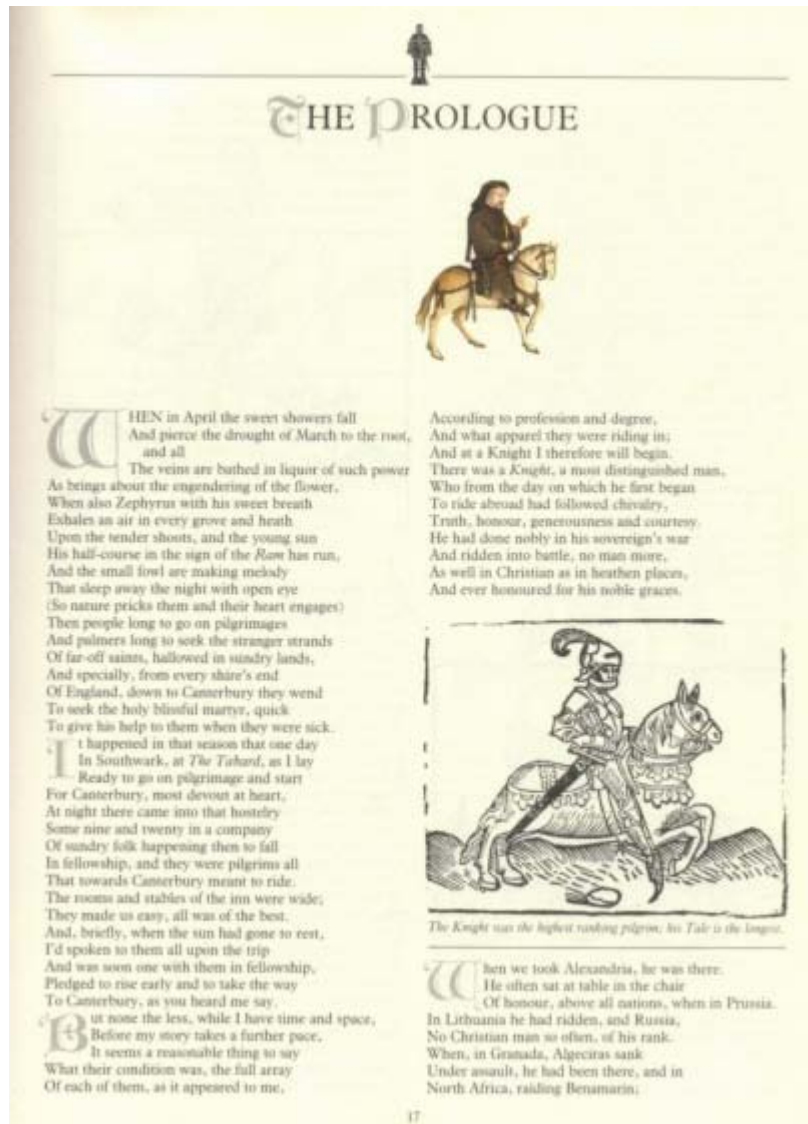 THE PROLOGUE
WHEN in April the sweet showers fall
And pierce the drought of March to the root,
and all
The veins are bathed in liquor of such power
As brings about the engendering of the flower,
When also Zephyrus with his sweet breath
Exhales an air in every grove and heath
Upon the tender shoots, and the young sun
His half-course in the sign of the Ram has run,
And the small fowl are making melody
That sleep away the night with open eye
(So nature pricks them and their heart engages)
Then people long to go on pilgrimages
And palmers long to seek the stranger strands
Of far-off saints, hallowed in sundry lands,
And specially, from every shire's end
Of England, down to Canterbury they wend
To seek the holy blissful martyr, quick
To give his help to them when they were sick.
It happened in that season that one day
In Southwark, at The Tabard, as I lay
Ready to go on pilgrimage and start
For Canterbury, most devout at heart,
At night there came into that hostelry
Some nine and twenty in a company
Of sundry folk happening then to fall
In fellowship, and they were pilgrims all
That towards Canterbury meant to ride.
The rooms and stables of the inn were wide;
They made us easy, all was of the best.
And, briefly, when the sun had gone to rest,
I'd spoken to them all upon the trip
And was soon one with them in fellowship,
Pledged to rise early and to take the way
To Canterbury, as you heard me say.
But none the less, while I have time and space,
Before my story takes a further pace,
It seems a reasonable thing to say
What their condition was, the full array
Of each of them, as it appeared to me,
According to profession and degree,
And what apparel they were riding in;
And at a Knight I therefore will begin.
There was a Knight, a most distinguished man,
Who from the day on which he first began
To ride abroad had followed chivalry,
Truth, honour, generousness and courtesy.
He had done nobly in his sovereign's war
And ridden into battle, no man more,
As well in Christian as in heathen places,
And ever honoured for his noble graces.
The Knight was the highest ranking pilgrim; his Tale is the longest.
When we took Alexandria, he was there.
He often sat at table in the chair
Of honour, above all nations, when in Prussia.
In Lithuania he had ridden, and Russia,
No Christian man so often, of his rank.
When, in Granada, Algeciras sank
Under assault, he had been there, and in
North Africa, raiding Benamarin;
17